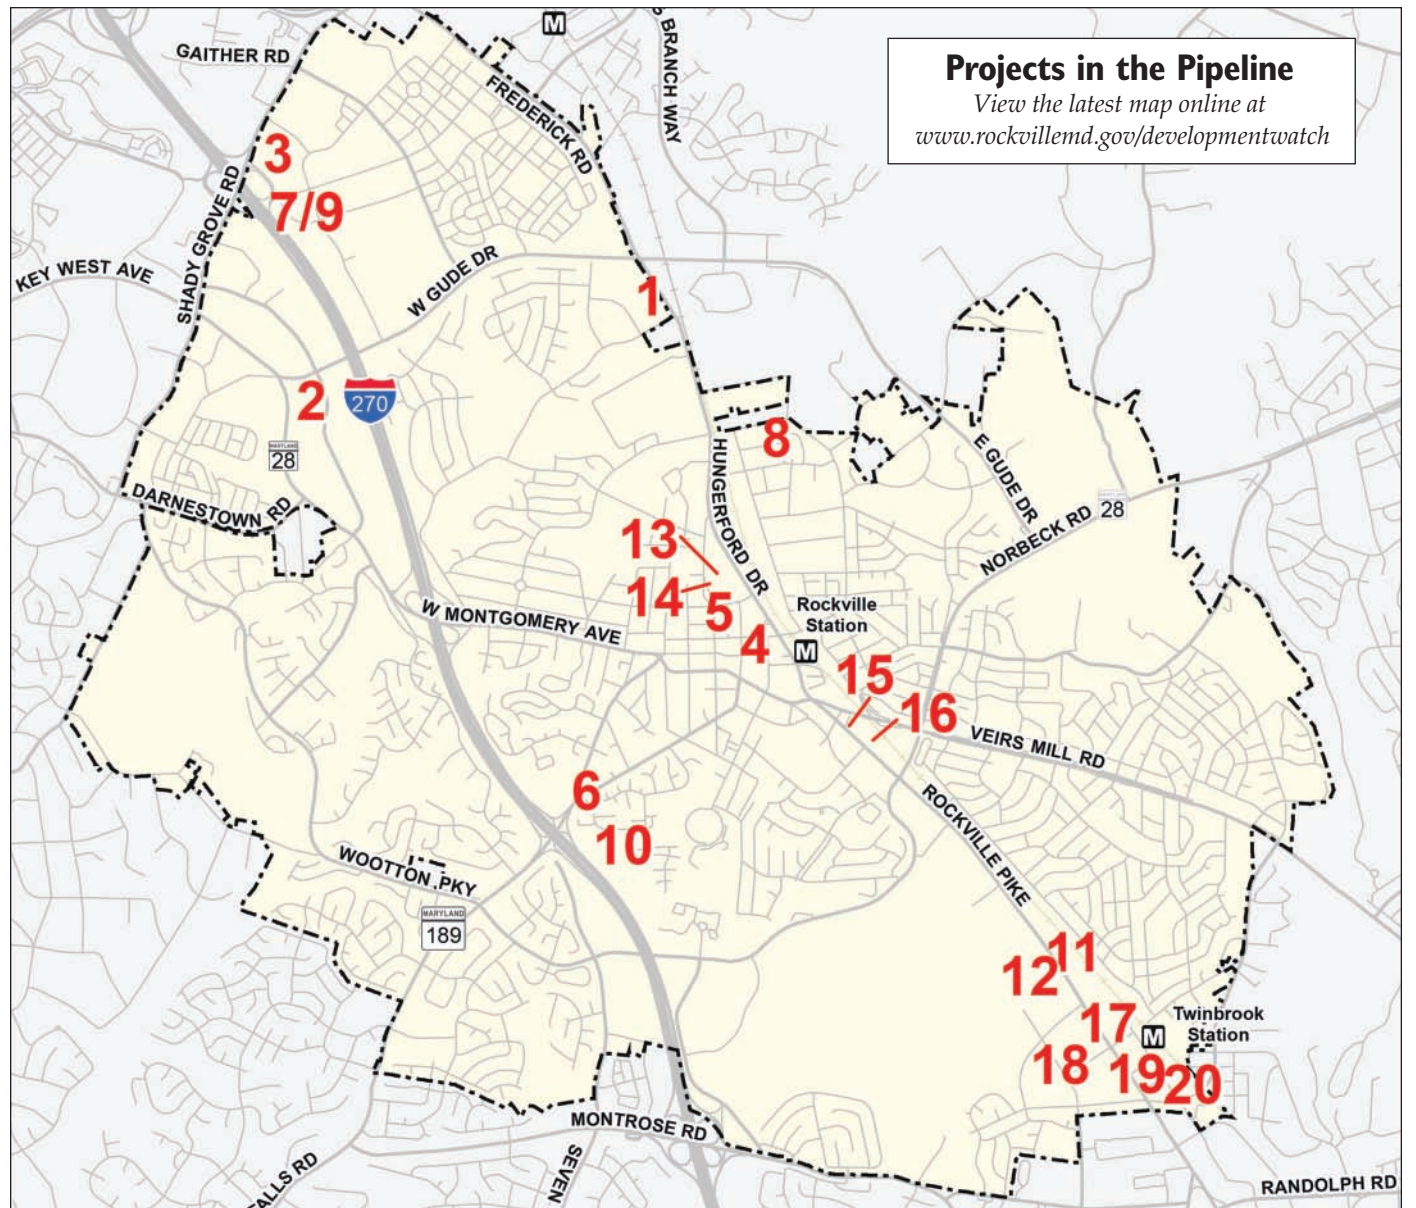 Projects in the Pipeline
View the latest map online at
www.rockvillemd.gov/developmentwatch
M
BRANCH WAY
GAITHER RD
FREDERICK RD
3
SHADY GROVE RD
7/9
KEY WEST AVE
W GUDE DR
1
2
270
MARYLAND
28
8
HUNGERFORD DR
E GUDE DR
DARNESTOWN RD
28
NORBECK RD
13
14
5
W MONTGOMERY AVE
4
Rockville
Station
M
15
16
VEIRS MILL RD
6
10
ROCKVILLE PIKE
WOOTTON PKY
MARYLAND
189
11
12
17
Twinbrook
Station
M
18
19
20
MONTROSE RD
SEVEN
FALLS RD
RANDOLPH RD